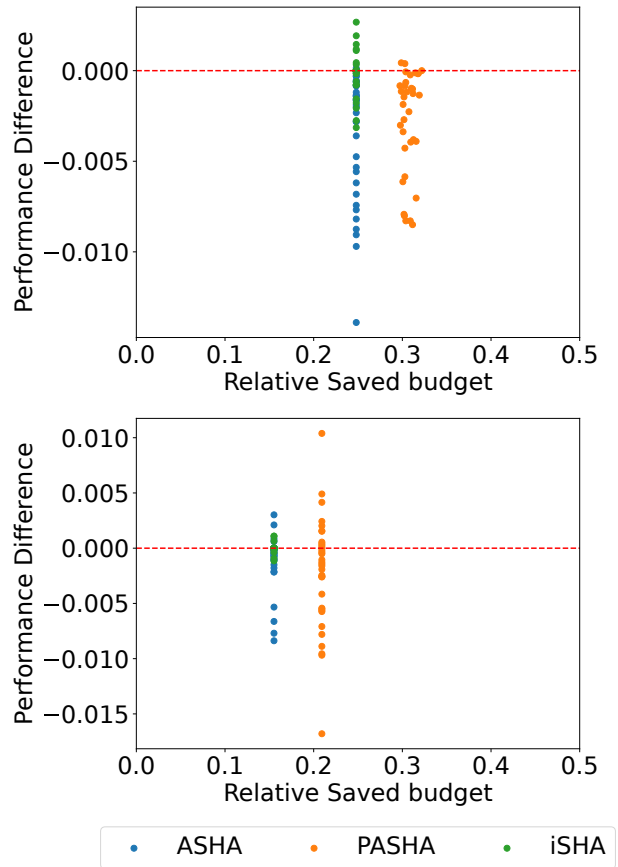 Performance Difference
0.000
−0.005
−0.010
0.0 0.1 0.2 0.3 0.4 0.5
Relative Saved budget
Performance Difference
0.010
0.005
0.000
−0.005
−0.010
−0.015
0.0 0.1 0.2 0.3 0.4 0.5
Relative Saved budget
ASHA PASHA iSHA